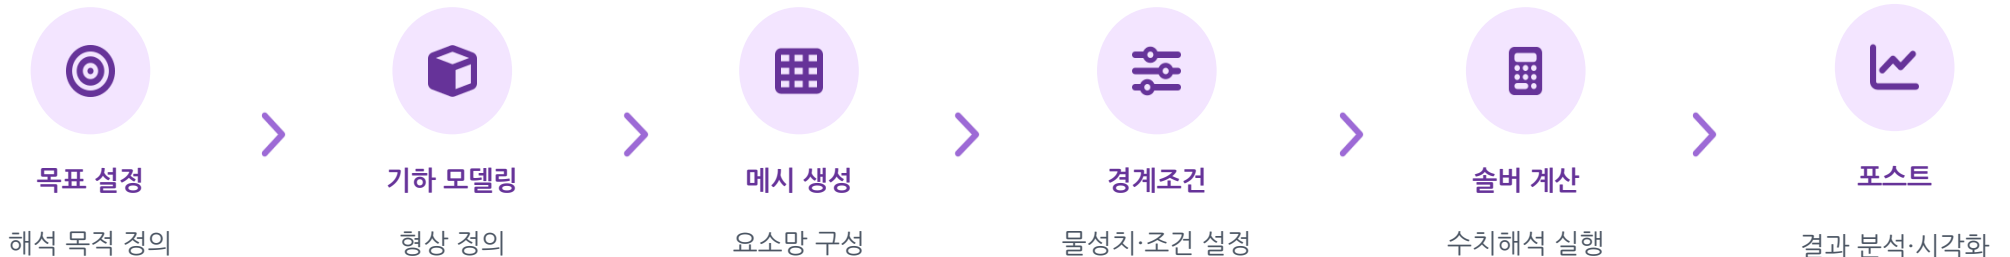 목표 설정
해석 목적 정의
기하 모델링
형상 정의
메시 생성
요소망 구성
경계조건
물성치·조건 설정
솔버 계산
수치해석 실행
포스트
결과 분석·시각화